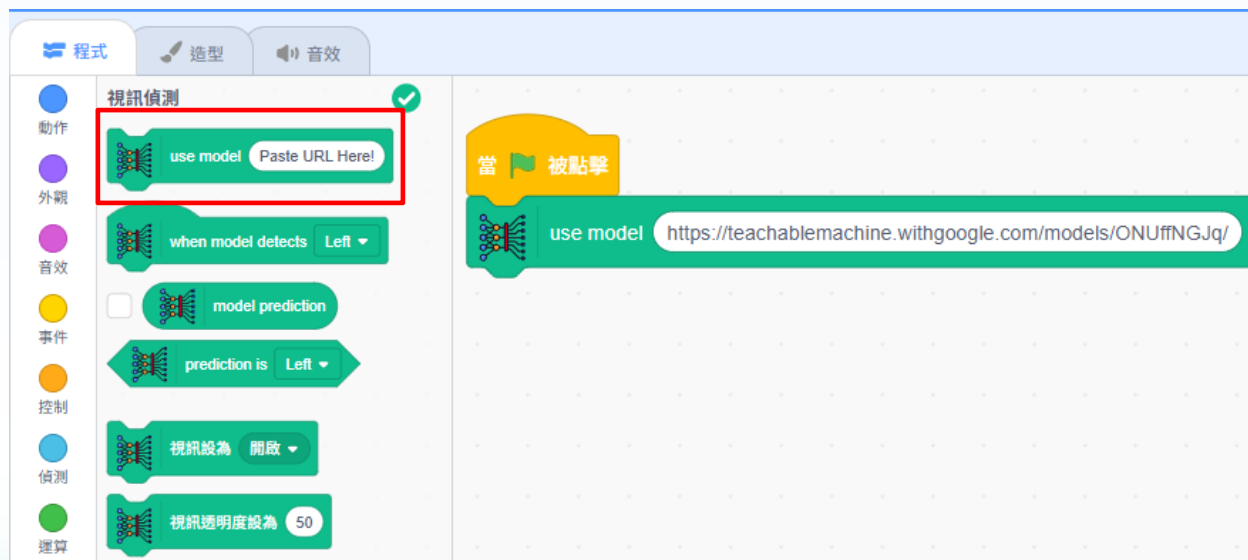 程式
造型
音效
動作
外觀
音效
事件
控制
偵測
運算
視訊偵測
use model Paste URL Here!
when model detects Left
model prediction
prediction is Left
視訊設為 開啟
視訊透明度設為 50
當 被點擊
use model https://teachablemachine.withgoogle.com/models/ONUffNGJq/